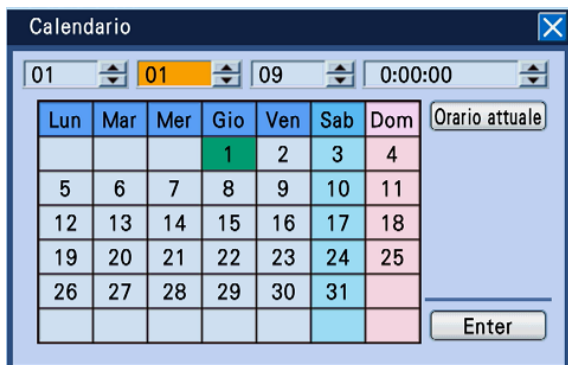 Calendario
01 01 09 0:00:00
Lun Mar Mer Gio Ven Sab Dom Orario attuale
1 2 3 4
5 6 7 8 9 10 11
12 13 14 15 16 17 18
19 20 21 22 23 24 25
26 27 28 29 30 31
Enter